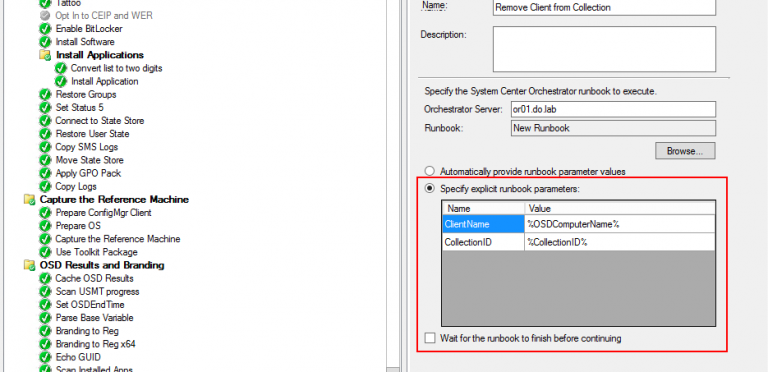 Tattoo
Opt In to CEIP and WER
Enable BitLocker
Install Software
Install Applications
Convert list to two digits
Install Application
Restore Groups
Set Status 5
Connect to State Store
Restore User State
Copy SMS Logs
Move State Store
Apply GPO Pack
Copy Logs
Capture the Reference Machine
Prepare ConfigMgr Client
Prepare OS
Capture the Reference Machine
Use Toolkit Package
OSD Results and Branding
Cache OSD Results
Scan USMT progress
Set OSDEndTime
Parse Base Variable
Branding to Reg
Branding to Reg x64
Echo GUID
Scan Installed Apps
Name: Remove Client from Collection
Description:
Specify the System Center Orchestrator runbook to execute.
Orchestrator Server: or01.do.lab
Runbook: New Runbook
Browse...
Automatically provide runbook parameter values
Specify explicit runbook parameters:
Name Value
ClientName %OSDComputerName%
CollectionID %CollectionID%
Wait for the runbook to finish before continuing